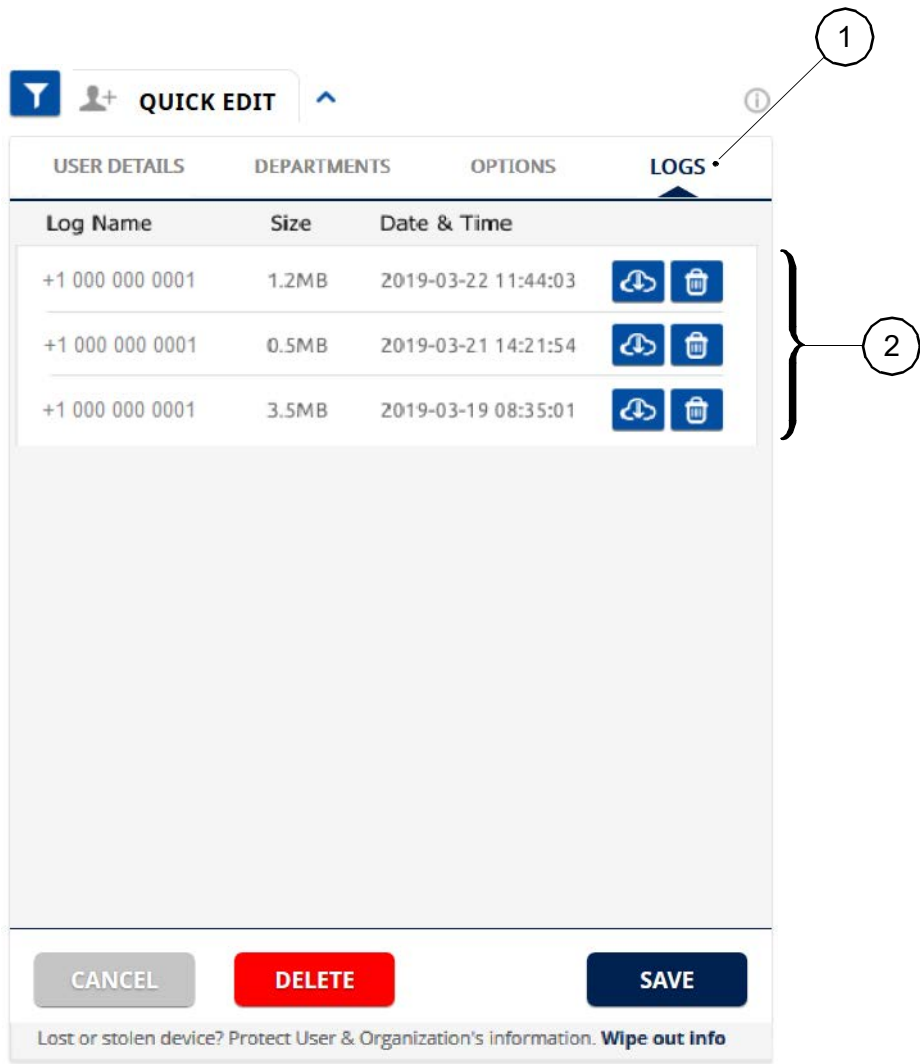 1
QUICK EDIT
USER DETAILS DEPARTMENTS OPTIONS LOGS
Log Name Size Date & Time
+1 000 000 0001 1.2MB 2019-03-22 11:44:03
+1 000 000 0001 0.5MB 2019-03-21 14:21:54
2
+1 000 000 0001 3.5MB 2019-03-19 08:35:01
CANCEL DELETE SAVE
Lost or stolen device? Protect User & Organization's information. Wipe out info